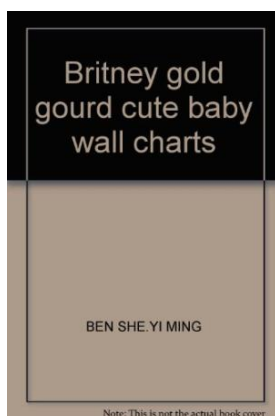 Britney gold
gourd cute baby
wall charts
BEN SHE.YI MING
Note: This is not the actual book cover